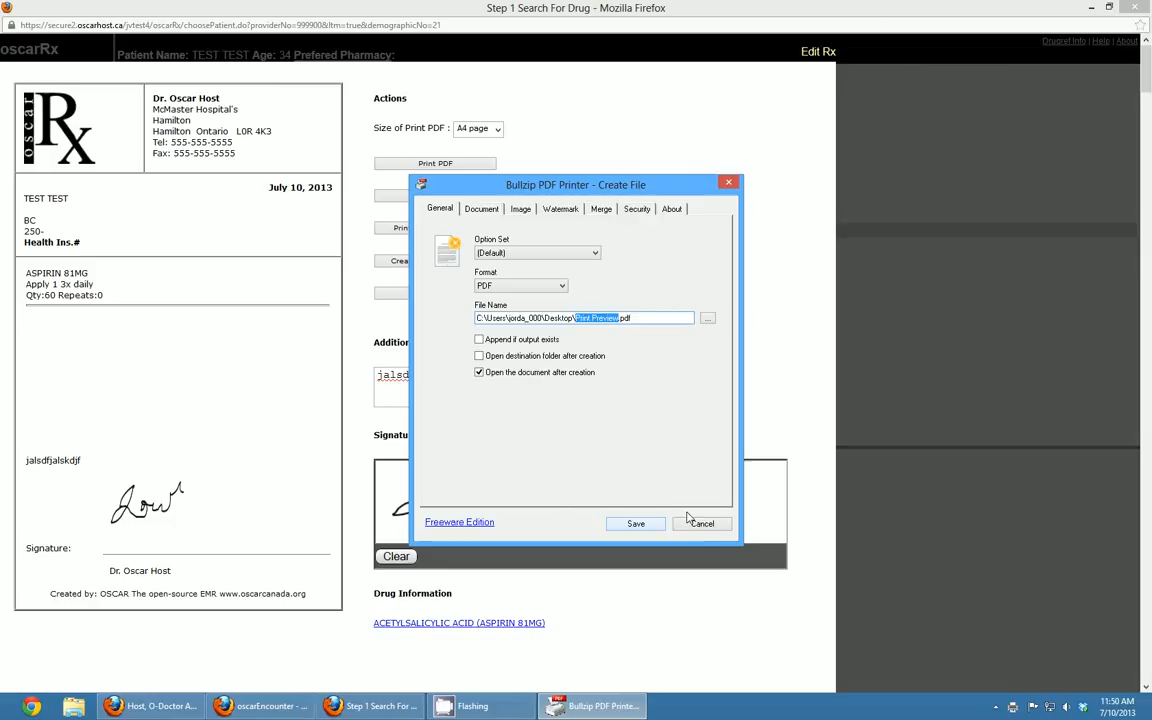 Step 1 Search For Drug - Mozilla Firefox
https://secure2.oscarhost.ca/jvtest4/oscarRx/choosePatient.do?providerNo=999900&ltm=true&demographicNo=21
oscarRx
Patient Name: TEST TEST Age: 34 Prefered Pharmacy:
Edit Rx
Drugref Info | Help | About
oscar
Rx
Dr. Oscar Host
McMaster Hospital's
Hamilton
Hamilton Ontario L0R 4K3
Tel: 555-555-5555
Fax: 555-555-5555
July 10, 2013
TEST TEST
BC
250-
Health Ins.#
ASPIRIN 81MG
Apply 1 3x daily
Qty:60 Repeats:0
jalsdfjalskdjf
Signature:
Dr. Oscar Host
Created by: OSCAR The open-source EMR www.oscarcanada.org
Actions
Size of Print PDF :
A4 page
Print PDF
Prin
Crea
Addition
jalsd
Signatu
Clear
Drug Information
ACETYLSALICYLIC ACID (ASPIRIN 81MG)
Bullzip PDF Printer - Create File
General
Document
Image
Watermark
Merge
Security
About
Option Set
(Default)
Format
PDF
File Name
C:\Users\jorda_000\Desktop\Print Preview.pdf
...
Append if output exists
Open destination folder after creation
Open the document after creation
Freeware Edition
Save
Cancel
Host, O-Doctor A...
oscarEncounter - ...
Step 1 Search For ...
Flashing
Bullzip PDF Printe...
11:50 AM
7/10/2013